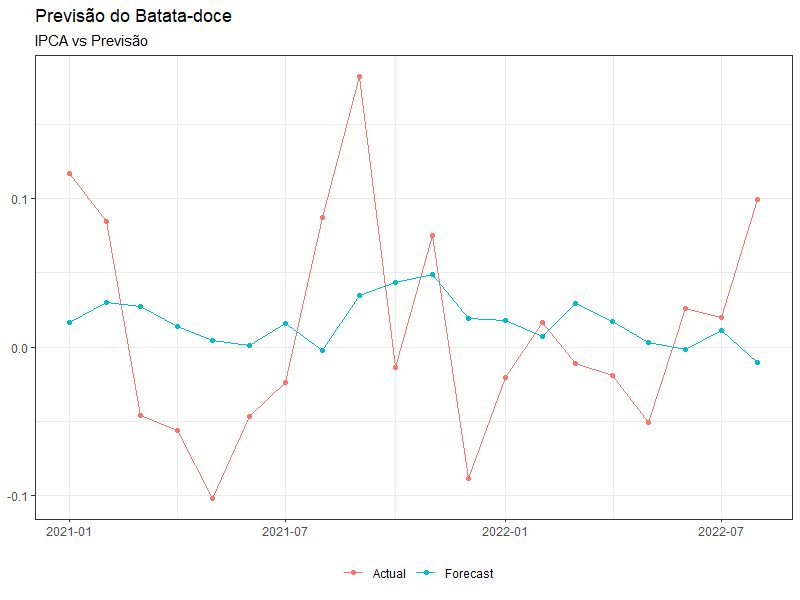 Previsão do Batata-doce
IPCA vs Previsão
0.1
0.0
-0.1
2021-01 2021-07 2022-01 2022-07
Actual Forecast